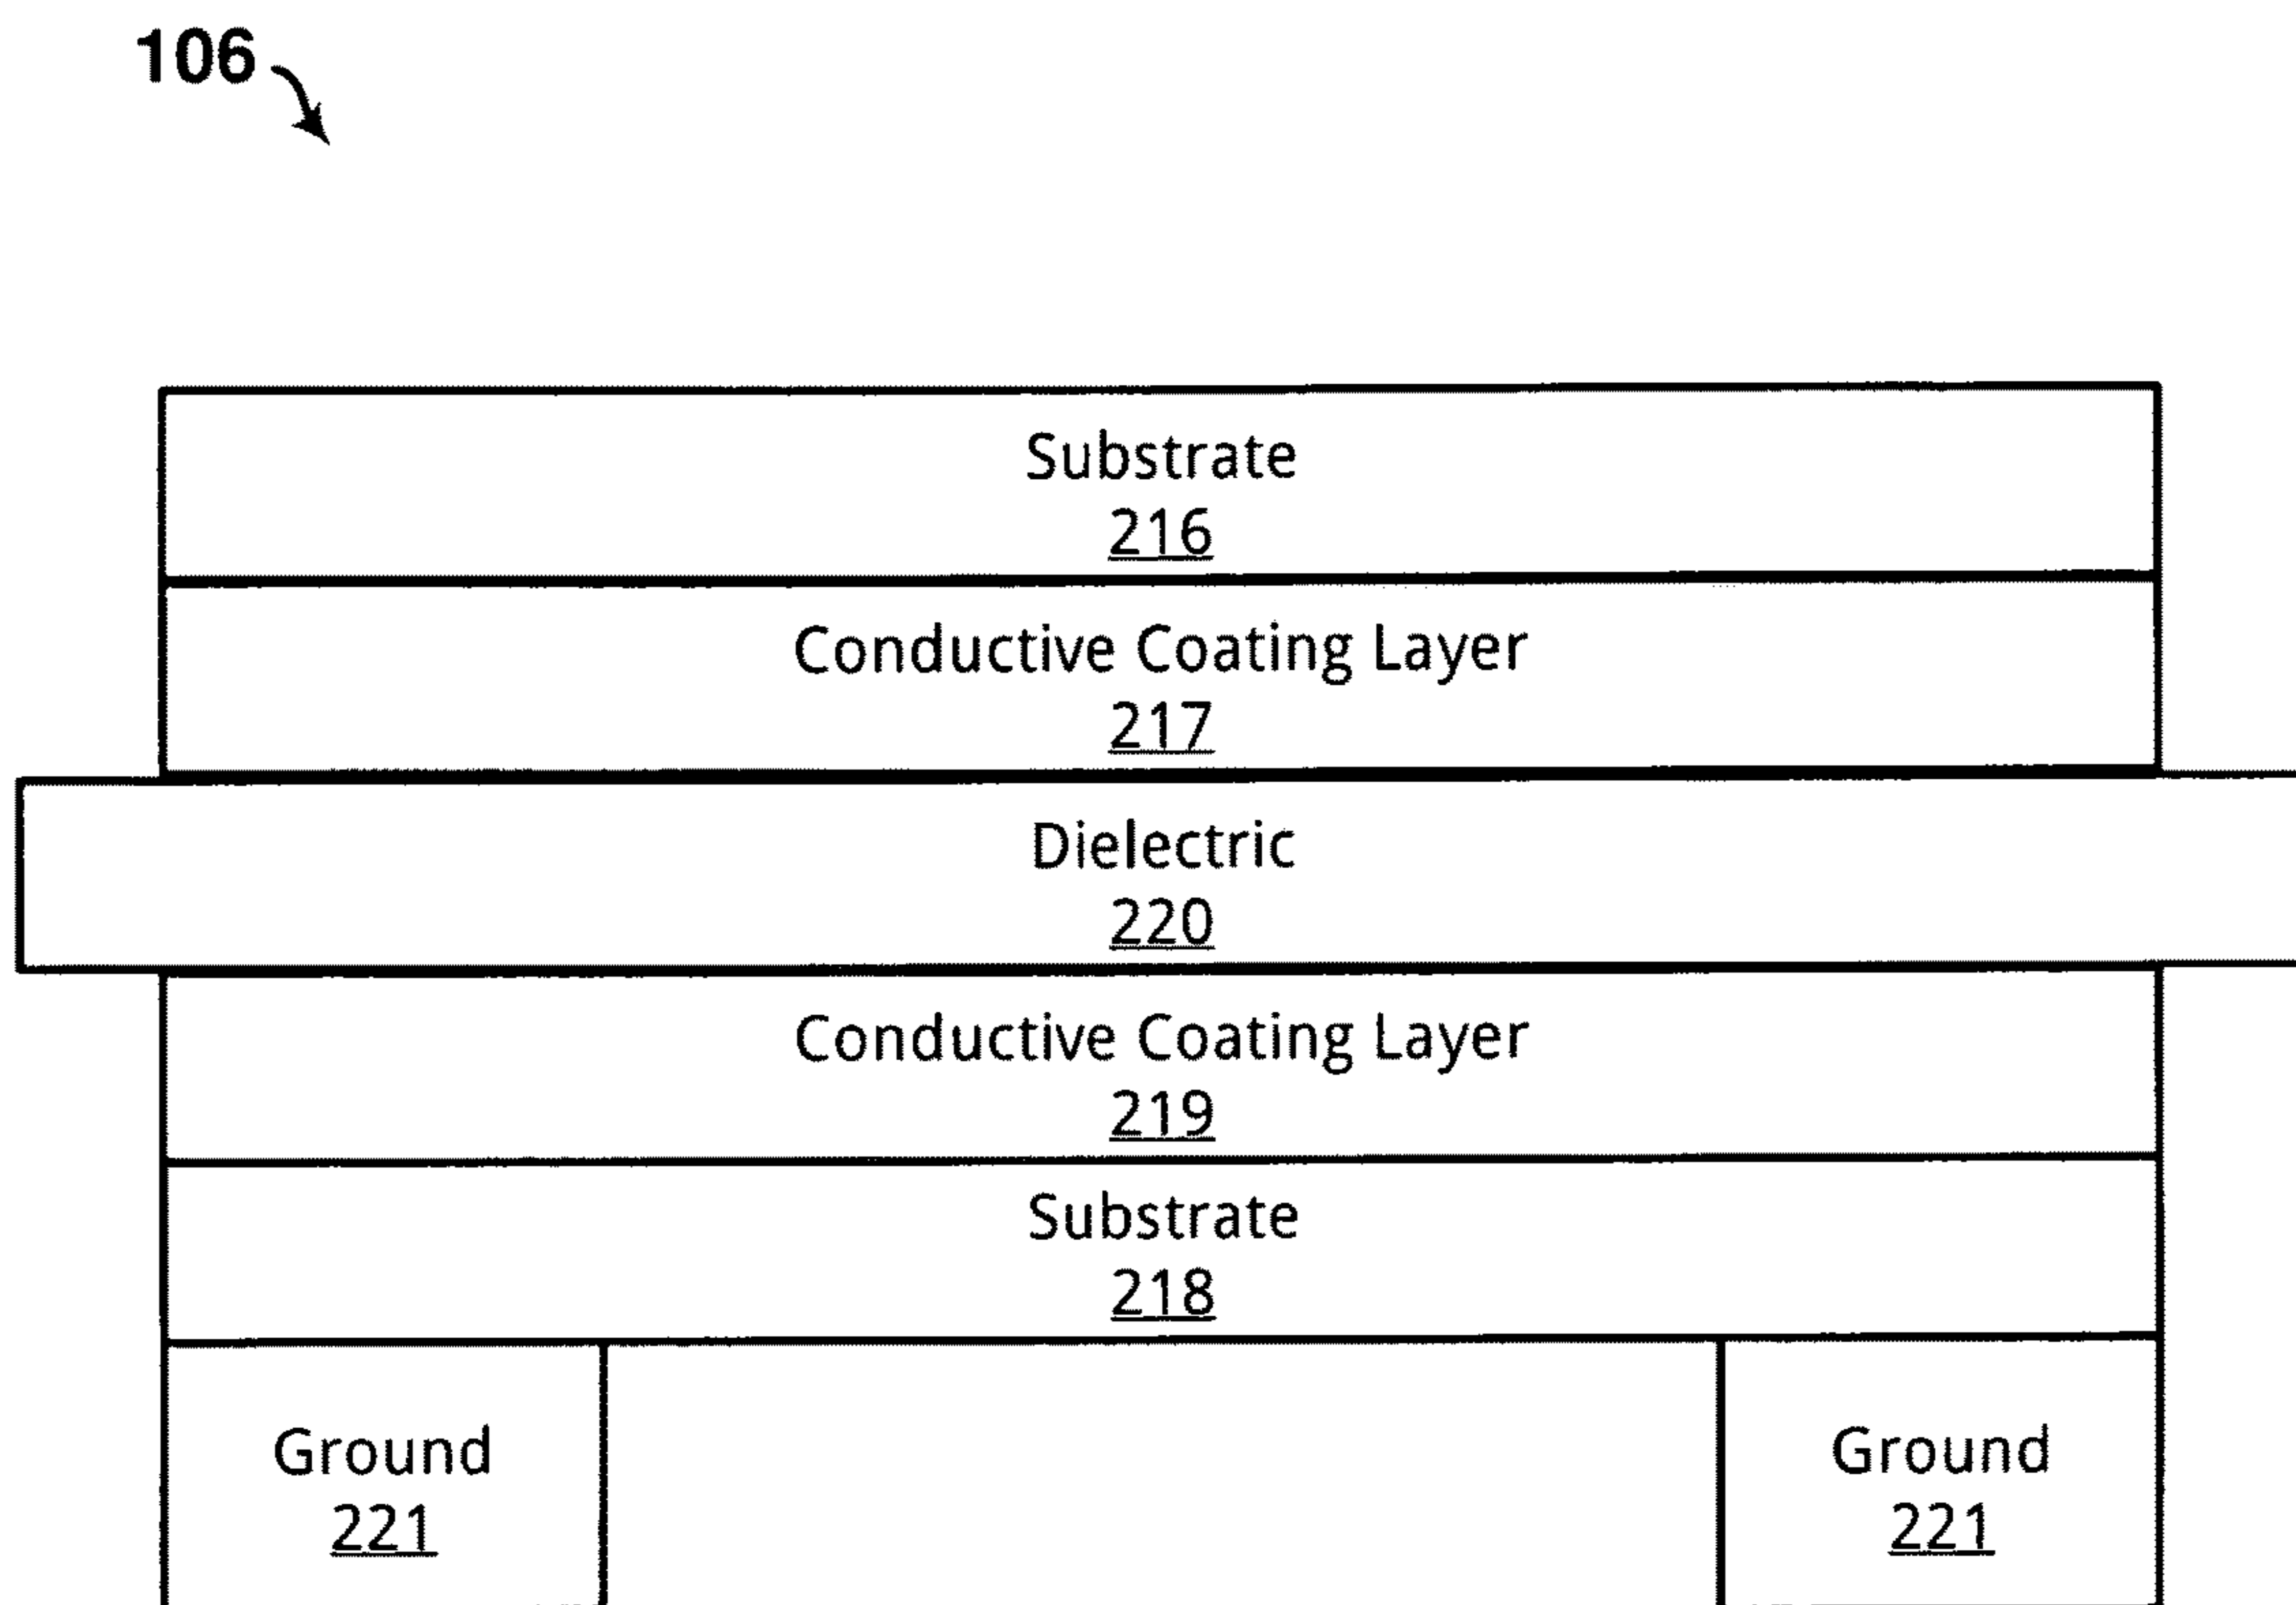 106
Substrate
216
Conductive Coating Layer
217
Dielectric
220
Conductive Coating Layer
219
Substrate
218
Ground
221
Ground
221